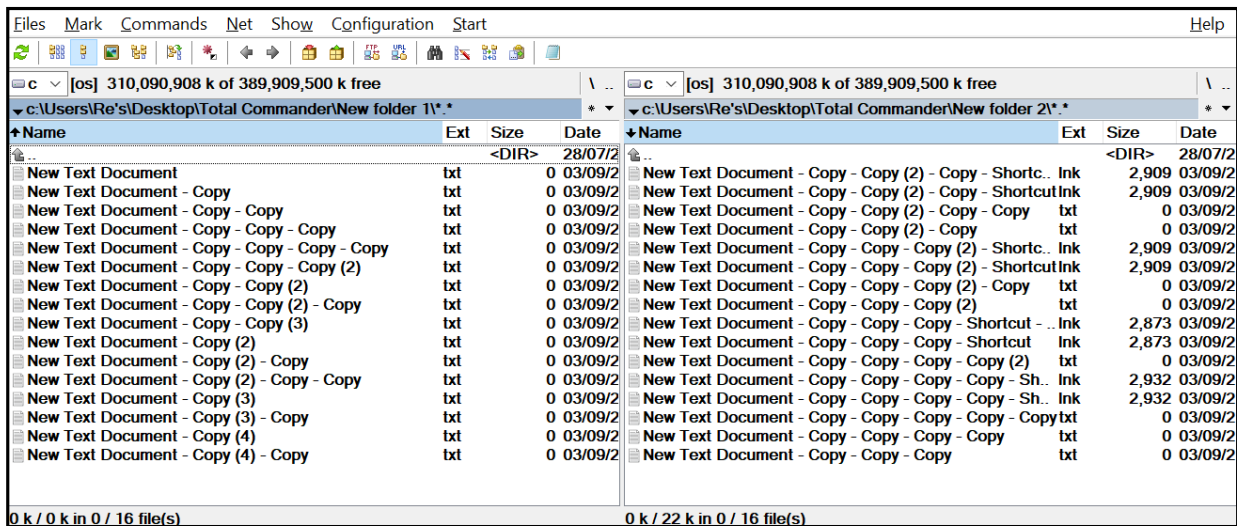 Files Mark Commands Net Show Configuration Start Help
FTP URL
c [os] 310,090,908 k of 389,909,500 k free \ ..
c:\Users\Re's\Desktop\Total Commander\New folder 1\*.* * 
Name Ext Size Date
.. <DIR> 28/07/2
New Text Document txt 0 03/09/2
New Text Document - Copy txt 0 03/09/2
New Text Document - Copy - Copy txt 0 03/09/2
New Text Document - Copy - Copy - Copy txt 0 03/09/2
New Text Document - Copy - Copy - Copy - Copy txt 0 03/09/2
New Text Document - Copy - Copy - Copy (2) txt 0 03/09/2
New Text Document - Copy - Copy (2) txt 0 03/09/2
New Text Document - Copy - Copy (2) - Copy txt 0 03/09/2
New Text Document - Copy - Copy (3) txt 0 03/09/2
New Text Document - Copy (2) txt 0 03/09/2
New Text Document - Copy (2) - Copy txt 0 03/09/2
New Text Document - Copy (2) - Copy - Copy txt 0 03/09/2
New Text Document - Copy (3) txt 0 03/09/2
New Text Document - Copy (3) - Copy txt 0 03/09/2
New Text Document - Copy (4) txt 0 03/09/2
New Text Document - Copy (4) - Copy txt 0 03/09/2
0 k / 0 k in 0 / 16 file(s)
c [os] 310,090,908 k of 389,909,500 k free \ ..
c:\Users\Re's\Desktop\Total Commander\New folder 2\*.* *
Name Ext Size Date
.. <DIR> 28/07/2
New Text Document - Copy - Copy (2) - Copy - Shortc.. lnk 2,909 03/09/2
New Text Document - Copy - Copy (2) - Copy - Shortcut lnk 2,909 03/09/2
New Text Document - Copy - Copy (2) - Copy - Copy txt 0 03/09/2
New Text Document - Copy - Copy (2) - Copy txt 0 03/09/2
New Text Document - Copy - Copy - Copy (2) - Shortc.. lnk 2,909 03/09/2
New Text Document - Copy - Copy - Copy (2) - Shortcut lnk 2,909 03/09/2
New Text Document - Copy - Copy - Copy (2) - Copy txt 0 03/09/2
New Text Document - Copy - Copy - Copy (2) txt 0 03/09/2
New Text Document - Copy - Copy - Copy - Shortcut - .. lnk 2,873 03/09/2
New Text Document - Copy - Copy - Copy - Shortcut lnk 2,873 03/09/2
New Text Document - Copy - Copy - Copy - Copy (2) txt 0 03/09/2
New Text Document - Copy - Copy - Copy - Copy - Sh.. lnk 2,932 03/09/2
New Text Document - Copy - Copy - Copy - Copy - Sh.. lnk 2,932 03/09/2
New Text Document - Copy - Copy - Copy - Copy - Copy txt 0 03/09/2
New Text Document - Copy - Copy - Copy - Copy txt 0 03/09/2
New Text Document - Copy - Copy - Copy txt 0 03/09/2
0 k / 22 k in 0 / 16 file(s)